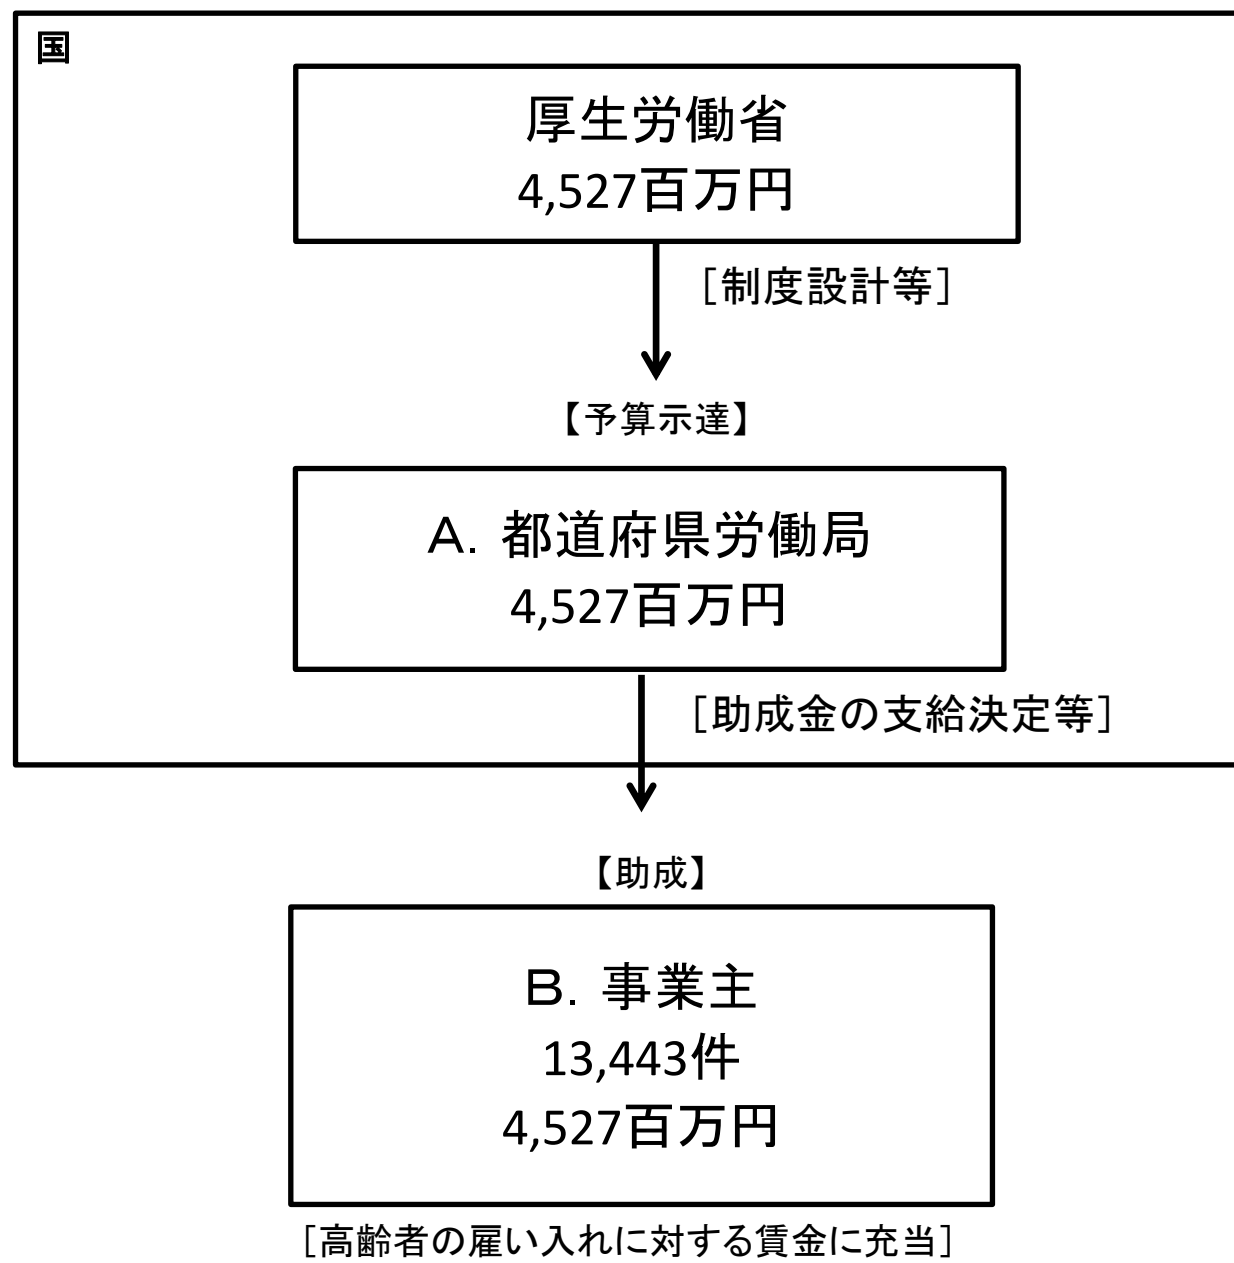 国
厚生労働省
4,527百万円
[制度設計等]
【予算示達】
A. 都道府県労働局
4,527百万円
[助成金の支給決定等]
【助成】
B. 事業主
13,443件
4,527百万円
[高齢者の雇い入れに対する賃金に充当]